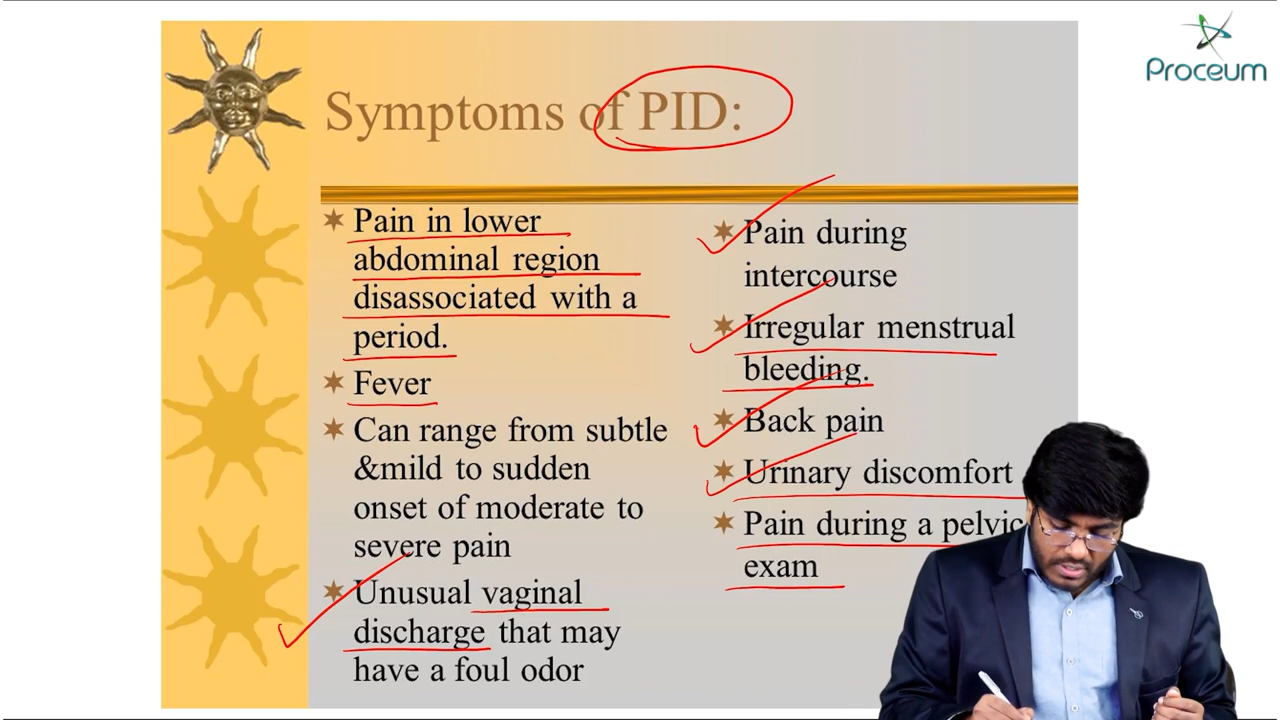 Proceum
Symptoms of PID:
Pain in lower
abdominal region
disassociated with a
period.
Fever
Can range from subtle
&mild to sudden
onset of moderate to
severe pain
Unusual vaginal
discharge that may
have a foul odor
Pain during
intercourse
Irregular menstrual
bleeding.
Back pain
Urinary discomfort
Pain during a pelvic
exam